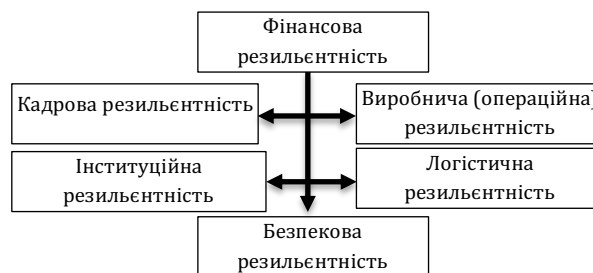 Фінансова
резильєнтність
Кадрова резильєнтність
Виробнича (операційна)
резильєнтність
Інституційна
резильєнтність
Логістична
резильєнтність
Безпекова
резильєнтність